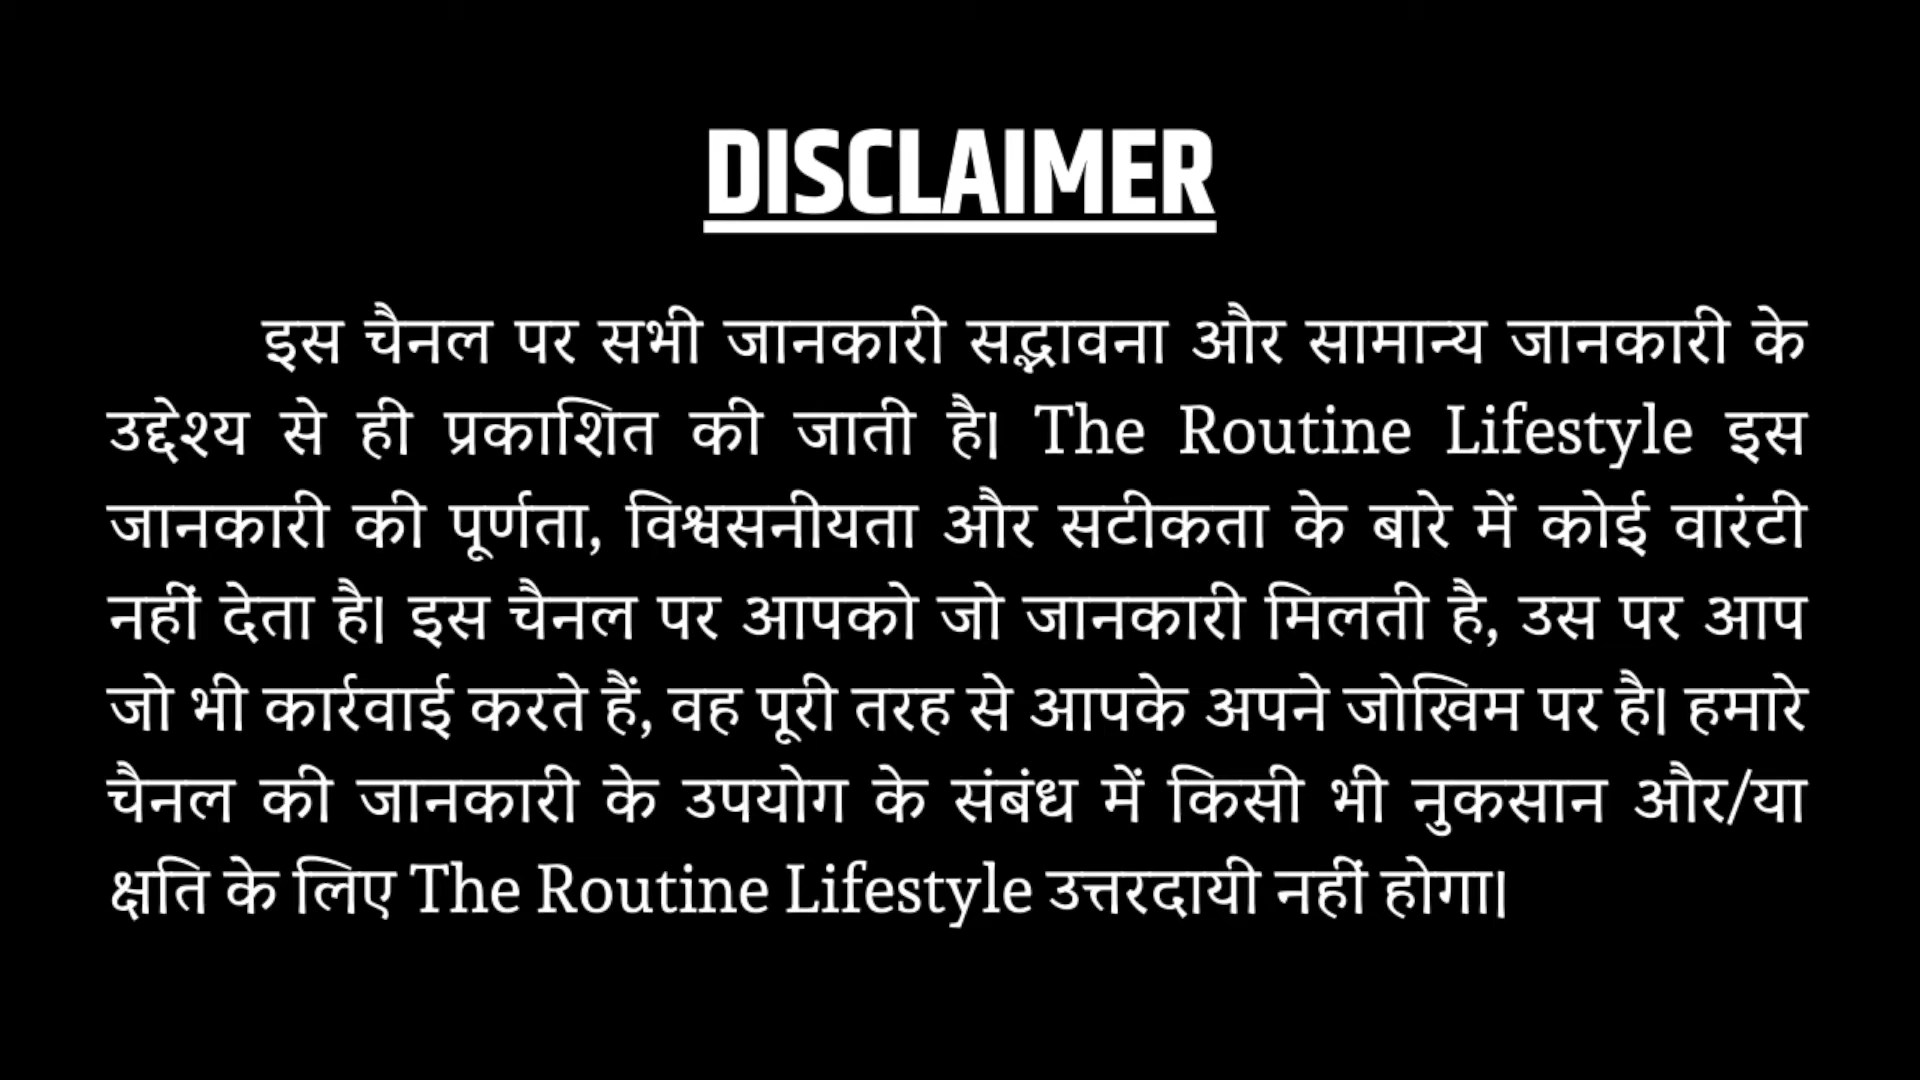 DISCLAIMER
इस चैनल पर सभी जानकारी सद्भावना और सामान्य जानकारी के
उद्देश्य से ही प्रकाशित की जाती है। The Routine Lifestyle इस
जानकारी की पूर्णता, विश्वसनीयता और सटीकता के बारे में कोई वारंटी
नहीं देता है। इस चैनल पर आपको जो जानकारी मिलती है, उस पर आप
जो भी कार्रवाई करते हैं, वह पूरी तरह से आपके अपने जोखिम पर है। हमारे
चैनल की जानकारी के उपयोग के संबंध में किसी भी नुकसान और/या
क्षति के लिए The Routine Lifestyle उत्तरदायी नहीं होगा।